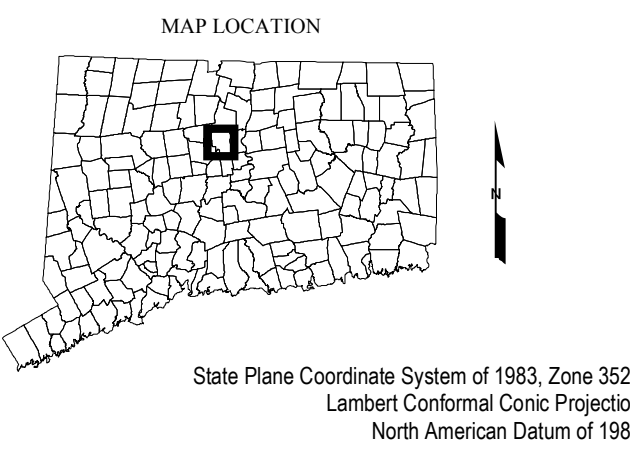 MAP LOCATION
N
State Plane Coordinate System of 1983, Zone 352
Lambert Conformal Conic Projectio
North American Datum of 198